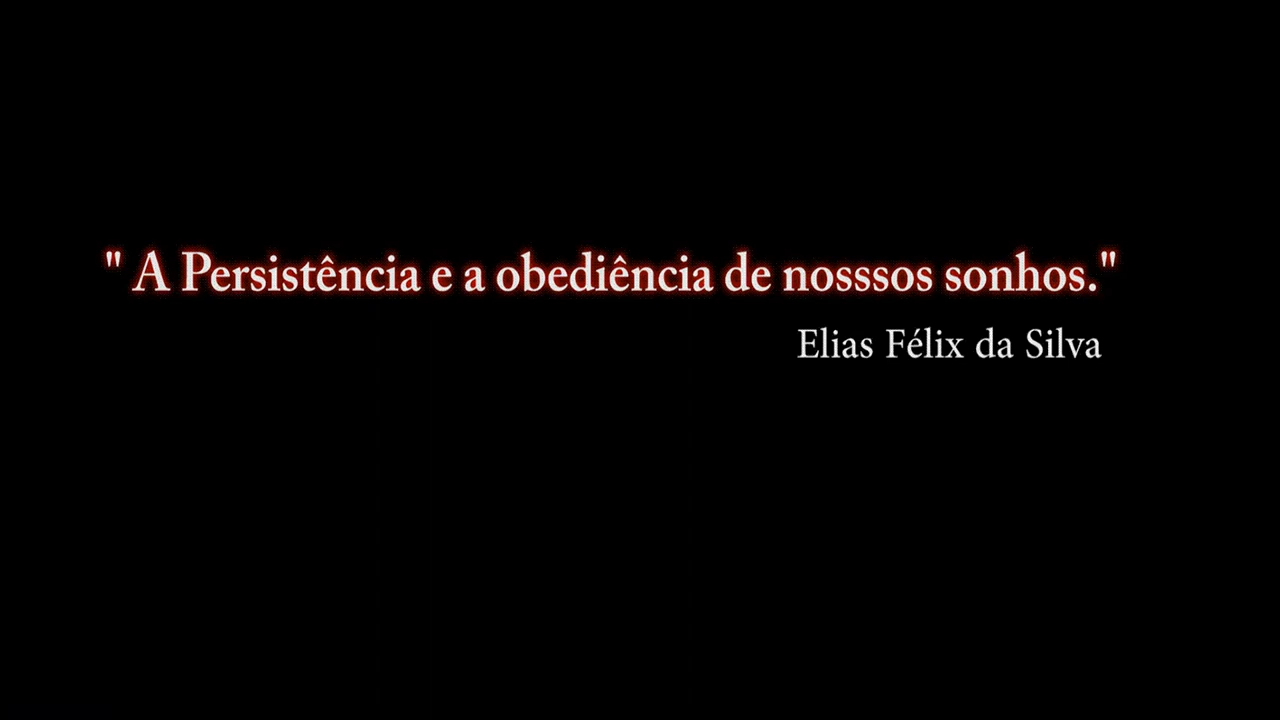 " A Persistência e a obediência de nosssos sonhos."
Elias Félix da Silva